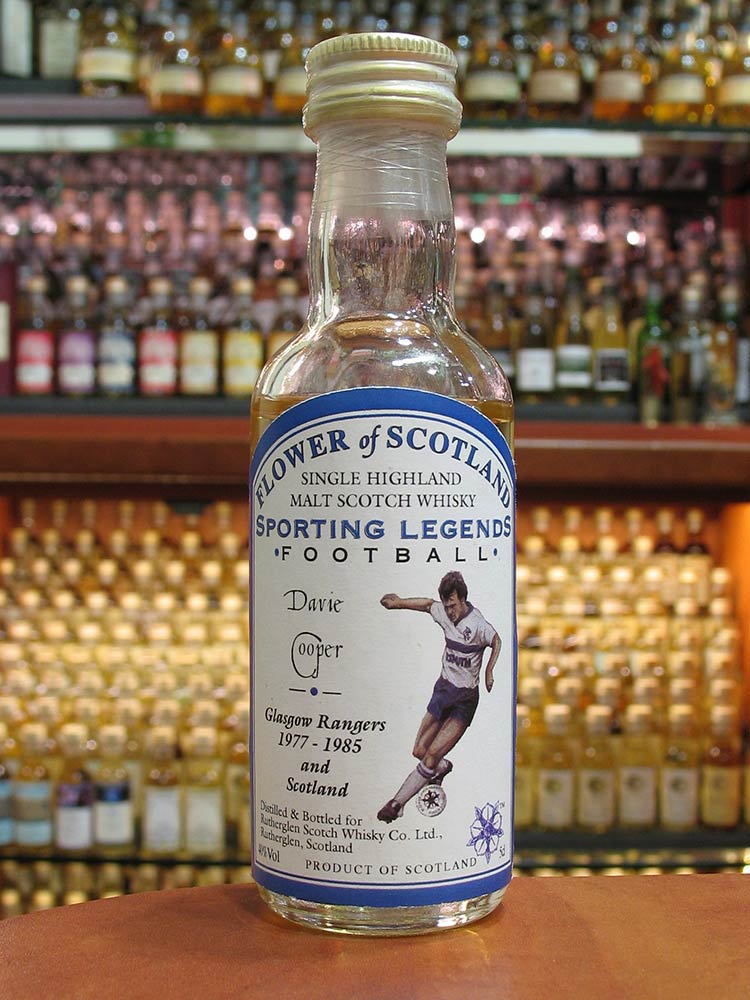 FLOWER of SCOTLAND
SINGLE HIGHLAND
MALT SCOTCH WHISKY
SPORTING LEGENDS
•FOOTBALL•
Davie
Cooper
Glasgow Rangers
1977 - 1985
and
Scotland
Distilled & Bottled for
Rutherglen Scotch Whisky Co. Ltd.,
Rutherglen, Scotland
PRODUCT OF SCOTLAND
TM